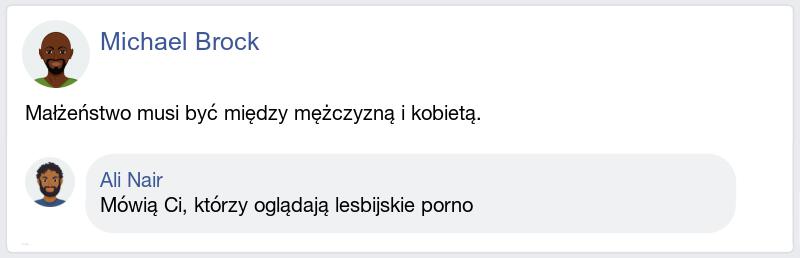 Michael Brock
Małżeństwo musi być między mężczyzną i kobietą.
Ali Nair
Mówią Ci, którzy oglądają lesbijskie porno